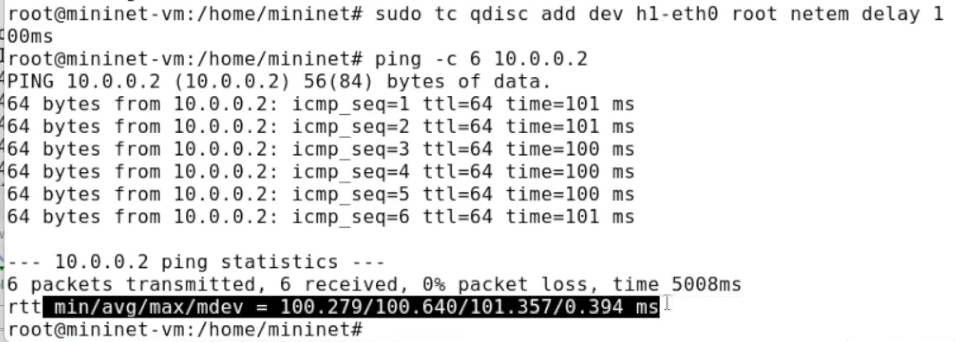 root@mininet-vm:/home/mininet# sudo tc qdisc add dev h1-eth0 root netem delay 1
00ms
root@mininet-vm:/home/mininet# ping -c 6 10.0.0.2
PING 10.0.0.2 (10.0.0.2) 56(84) bytes of data.
64 bytes from 10.0.0.2: icmp_seq=1 ttl=64 time=101 ms
64 bytes from 10.0.0.2: icmp_seq=2 ttl=64 time=101 ms
64 bytes from 10.0.0.2: icmp_seq=3 ttl=64 time=100 ms
64 bytes from 10.0.0.2: icmp_seq=4 ttl=64 time=100 ms
64 bytes from 10.0.0.2: icmp_seq=5 ttl=64 time=100 ms
64 bytes from 10.0.0.2: icmp_seq=6 ttl=64 time=101 ms
--- 10.0.0.2 ping statistics ---
6 packets transmitted, 6 received, 0% packet loss, time 5008ms
rtt min/avg/max/mdev = 100.279/100.640/101.357/0.394 ms
root@mininet-vm:/home/mininet#